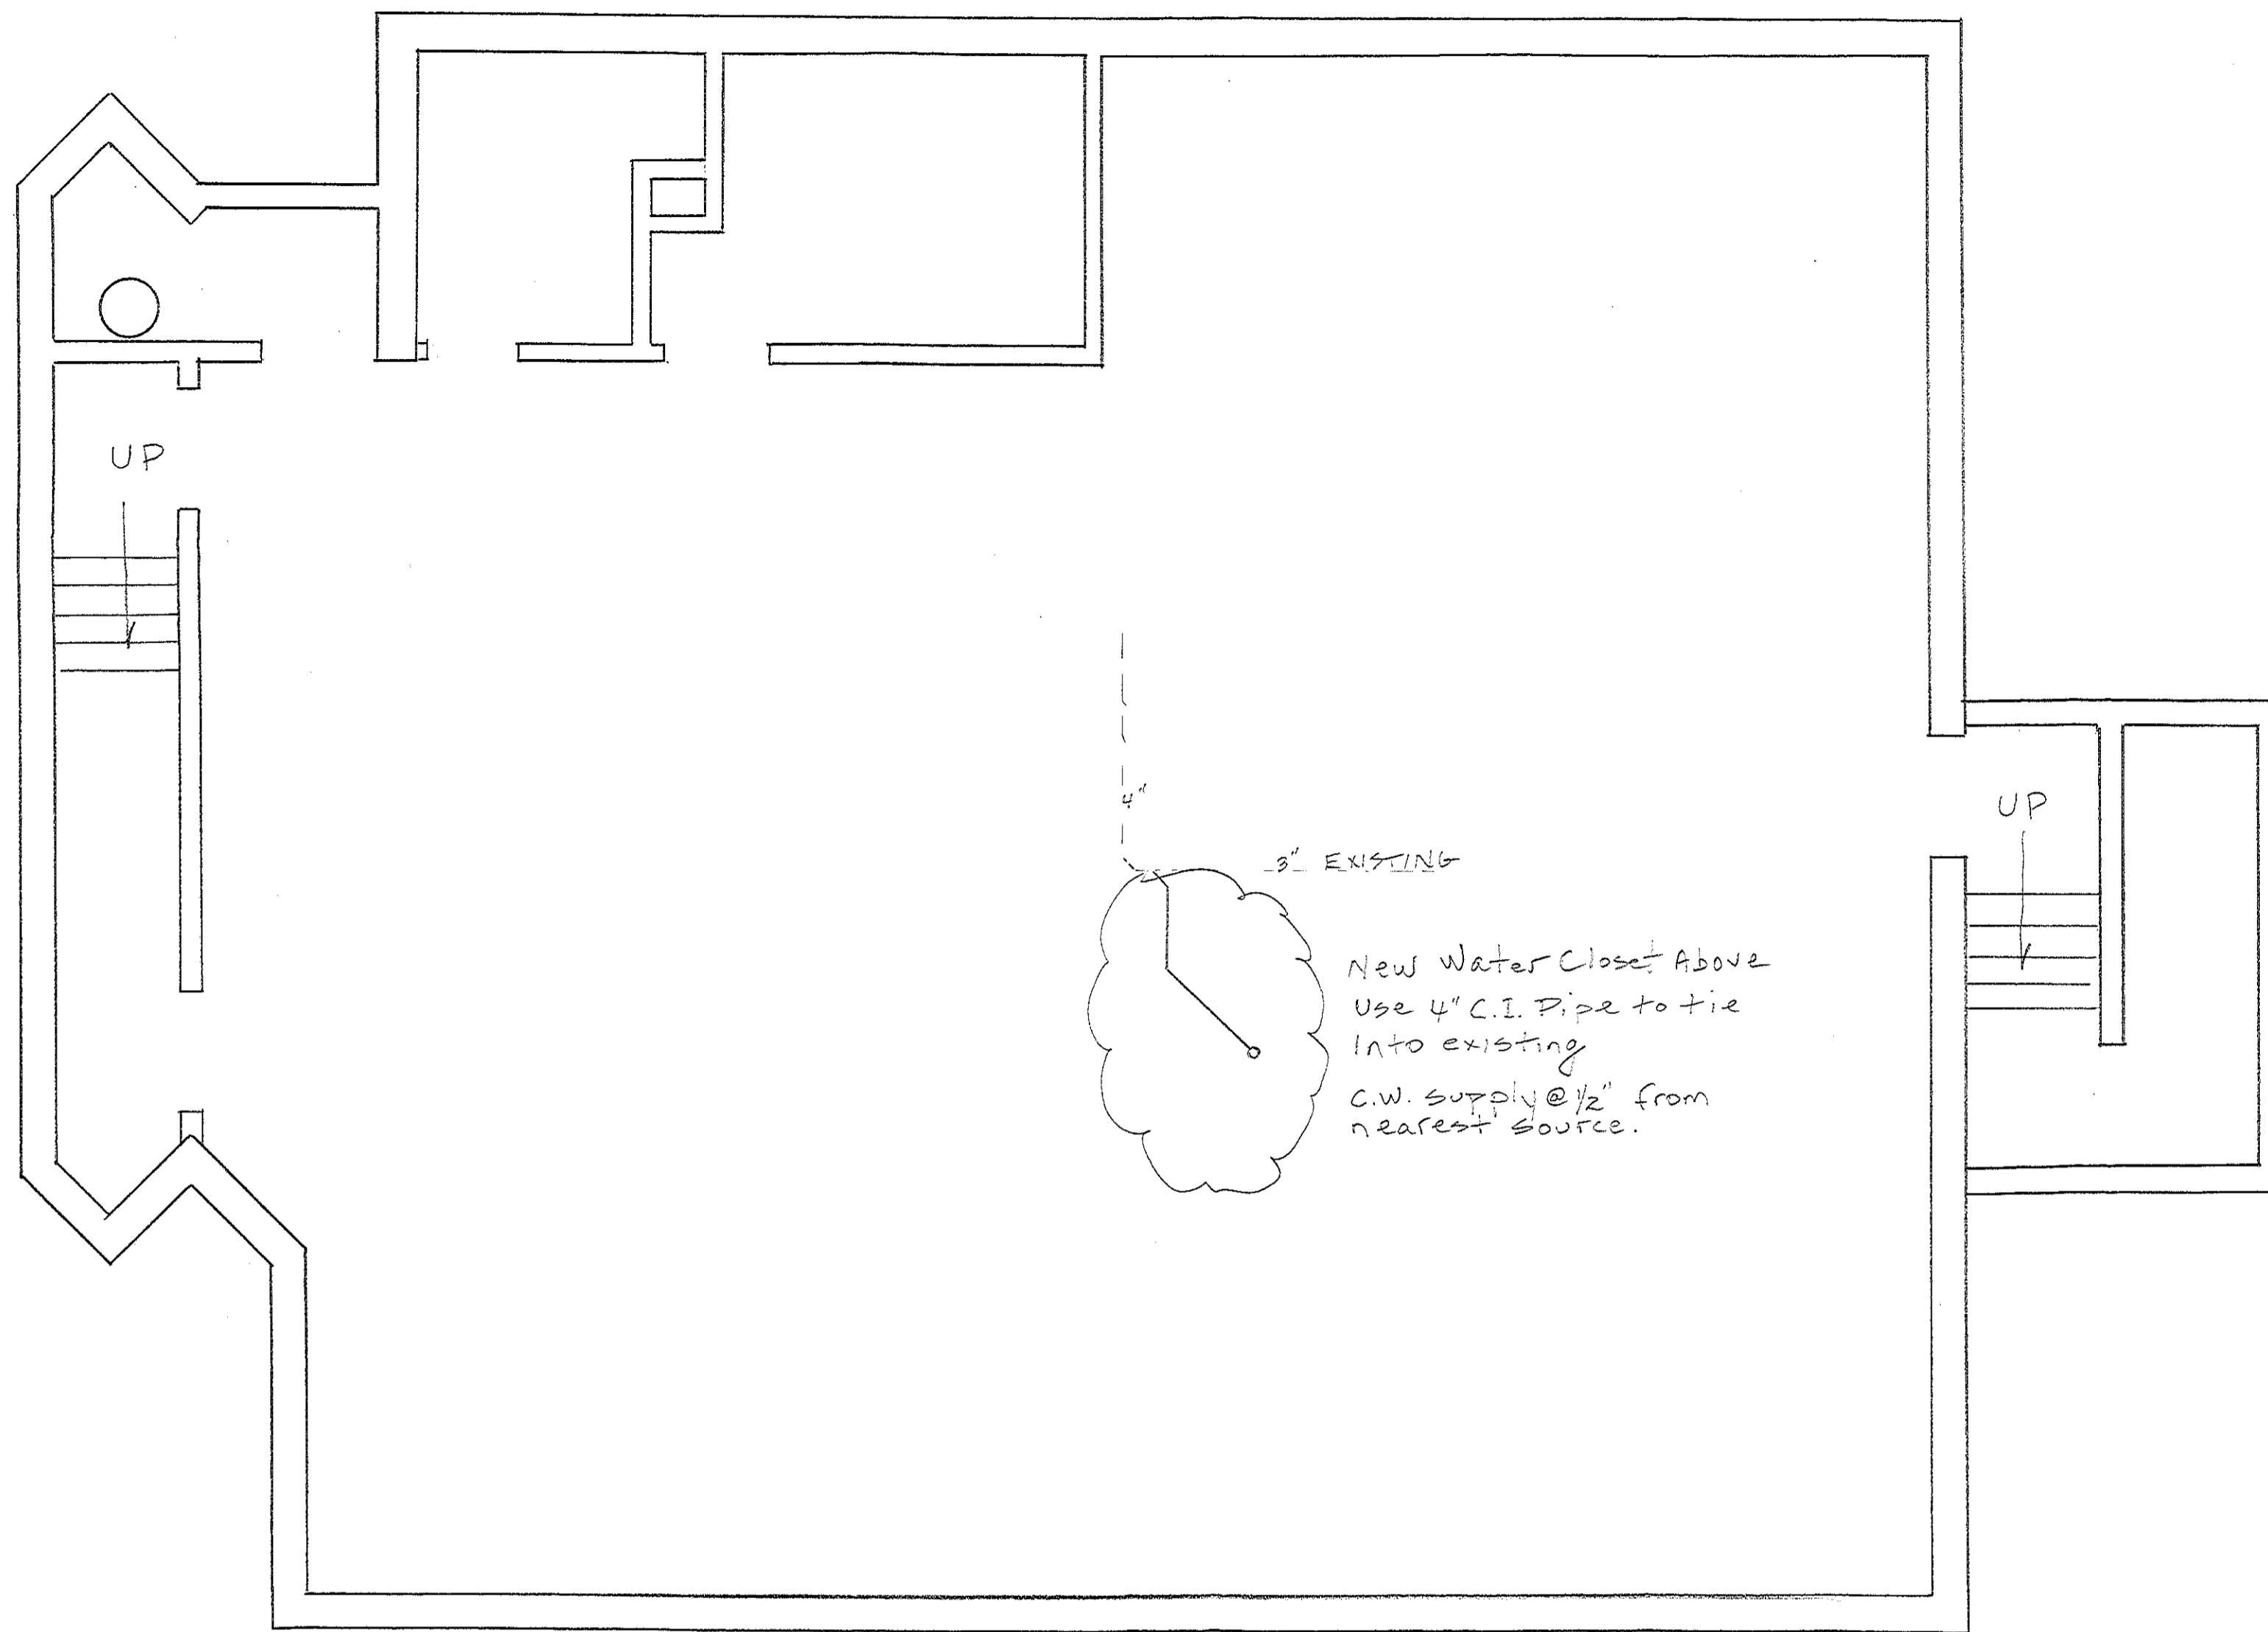 UP
4"
3" EXISTING
UP
New Water Closet Above
Use 4" C.I. Pipe to tie
Into existing
C.W. supply @ 1/2" from
nearest source.